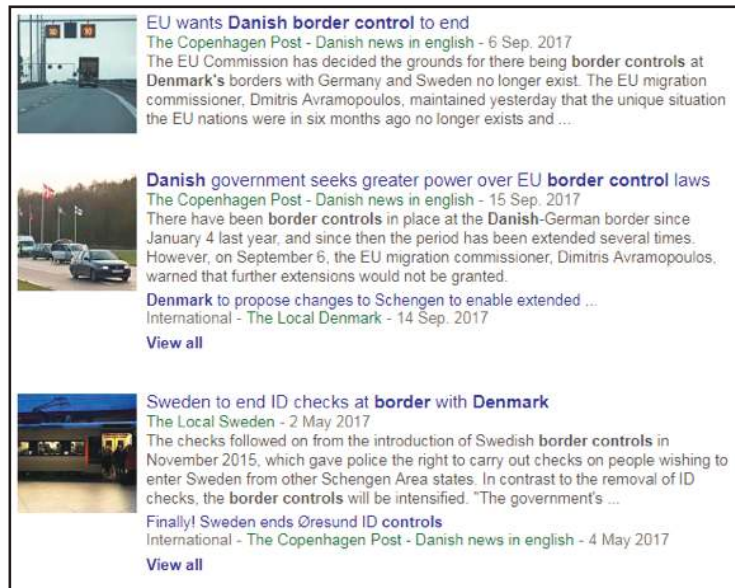 EU wants Danish border control to end
The Copenhagen Post - Danish news in english - 6 Sep. 2017
The EU Commission has decided the grounds for there being border controls at
Denmark's borders with Germany and Sweden no longer exist. The EU migration
commissioner, Dmitris Avramopoulos, maintained yesterday that the unique situation
the EU nations were in six months ago no longer exists and ...
Danish government seeks greater power over EU border control laws
The Copenhagen Post - Danish news in english - 15 Sep. 2017
There have been border controls in place at the Danish-German border since
January 4 last year, and since then the period has been extended several times.
However, on September 6, the EU migration commissioner, Dimitris Avramopoulos,
warned that further extensions would not be granted.
Denmark to propose changes to Schengen to enable extended ...
International - The Local Denmark - 14 Sep. 2017
View all
Sweden to end ID checks at border with Denmark
The Local Sweden - 2 May 2017
The checks followed on from the introduction of Swedish border controls in
November 2015, which gave police the right to carry out checks on people wishing to
enter Sweden from other Schengen Area states. In contrast to the removal of ID
checks, the border controls will be intensified. "The government's ...
Finally! Sweden ends Øresund ID controls
International - The Copenhagen Post - Danish news in english - 4 May 2017
View all